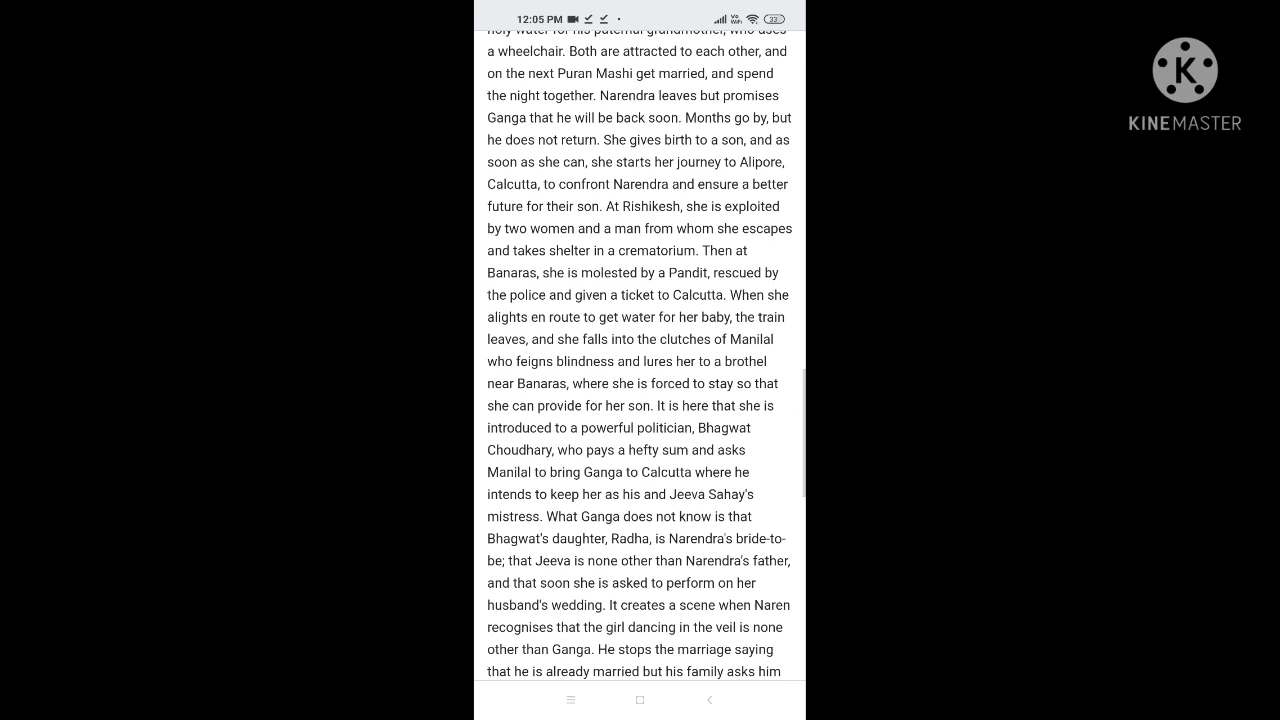 12:05 PM
Vo
WiFi
33
holy water for his paternal grandmother, who uses
a wheelchair. Both are attracted to each other, and
on the next Puran Mashi get married, and spend
the night together. Narendra leaves but promises
Ganga that he will be back soon. Months go by, but
he does not return. She gives birth to a son, and as
soon as she can, she starts her journey to Alipore,
Calcutta, to confront Narendra and ensure a better
future for their son. At Rishikesh, she is exploited
by two women and a man from whom she escapes
and takes shelter in a crematorium. Then at
Banaras, she is molested by a Pandit, rescued by
the police and given a ticket to Calcutta. When she
alights en route to get water for her baby, the train
leaves, and she falls into the clutches of Manilal
who feigns blindness and lures her to a brothel
near Banaras, where she is forced to stay so that
she can provide for her son. It is here that she is
introduced to a powerful politician, Bhagwat
Choudhary, who pays a hefty sum and asks
Manilal to bring Ganga to Calcutta where he
intends to keep her as his and Jeeva Sahay's
mistress. What Ganga does not know is that
Bhagwat's daughter, Radha, is Narendra's bride-to-
be; that Jeeva is none other than Narendra's father,
and that soon she is asked to perform on her
husband's wedding. It creates a scene when Naren
recognises that the girl dancing in the veil is none
other than Ganga. He stops the marriage saying
that he is already married but his family asks him
K
KINEMASTER